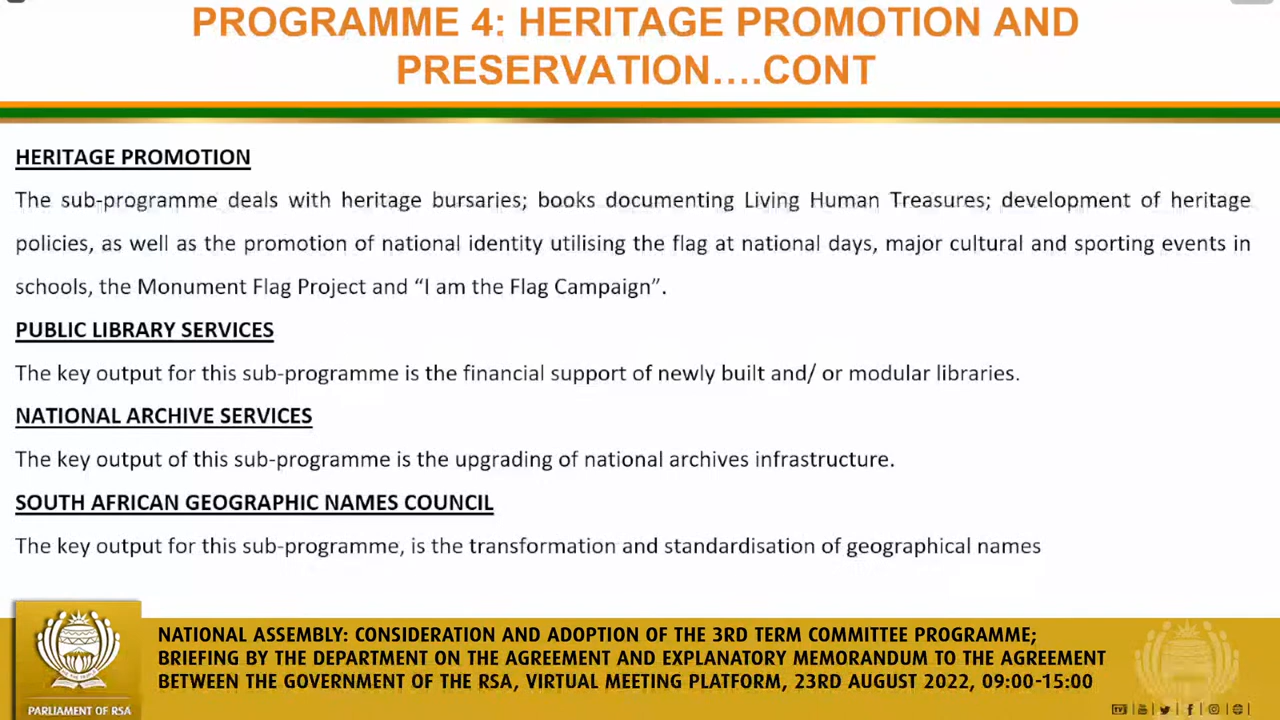 PROGRAMME 4: HERITAGE PROMOTION AND
PRESERVATION....CONT
HERITAGE PROMOTION
The sub-programme deals with heritage bursaries; books documenting Living Human Treasures; development of heritage
policies, as well as the promotion of national identity utilising the flag at national days, major cultural and sporting events in
schools, the Monument Flag Project and “I am the Flag Campaign”.
PUBLIC LIBRARY SERVICES
The key output for this sub-programme is the financial support of newly built and/ or modular libraries.
NATIONAL ARCHIVE SERVICES
The key output of this sub-programme is the upgrading of national archives infrastructure.
SOUTH AFRICAN GEOGRAPHIC NAMES COUNCIL
The key output for this sub-programme, is the transformation and standardisation of geographical names
NATIONAL ASSEMBLY: CONSIDERATION AND ADOPTION OF THE 3RD TERM COMMITTEE PROGRAMME;
BRIEFING BY THE DEPARTMENT ON THE AGREEMENT AND EXPLANATORY MEMORANDUM TO THE AGREEMENT
BETWEEN THE GOVERNMENT OF THE RSA, VIRTUAL MEETING PLATFORM, 23RD AUGUST 2022, 09:00-15:00
PARLIAMENT OF RSA